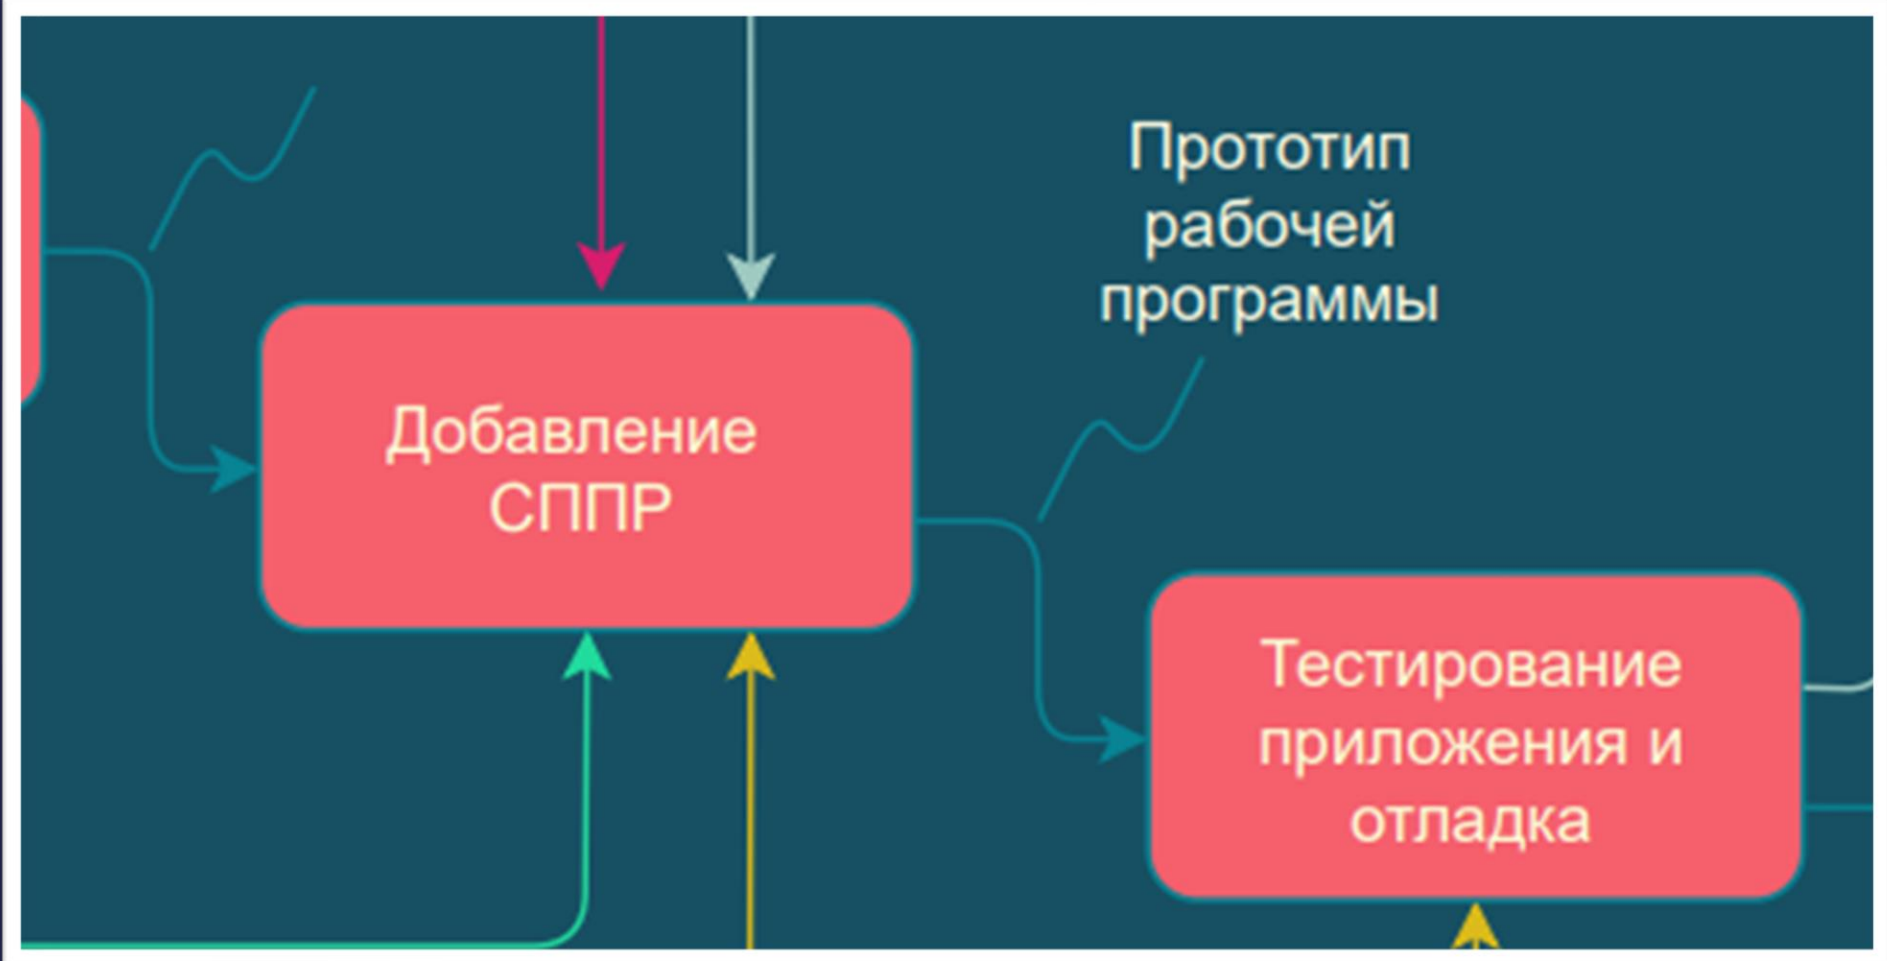 Прототип
рабочей
программы
Добавление
СППР
Тестирование
приложения и
отладка